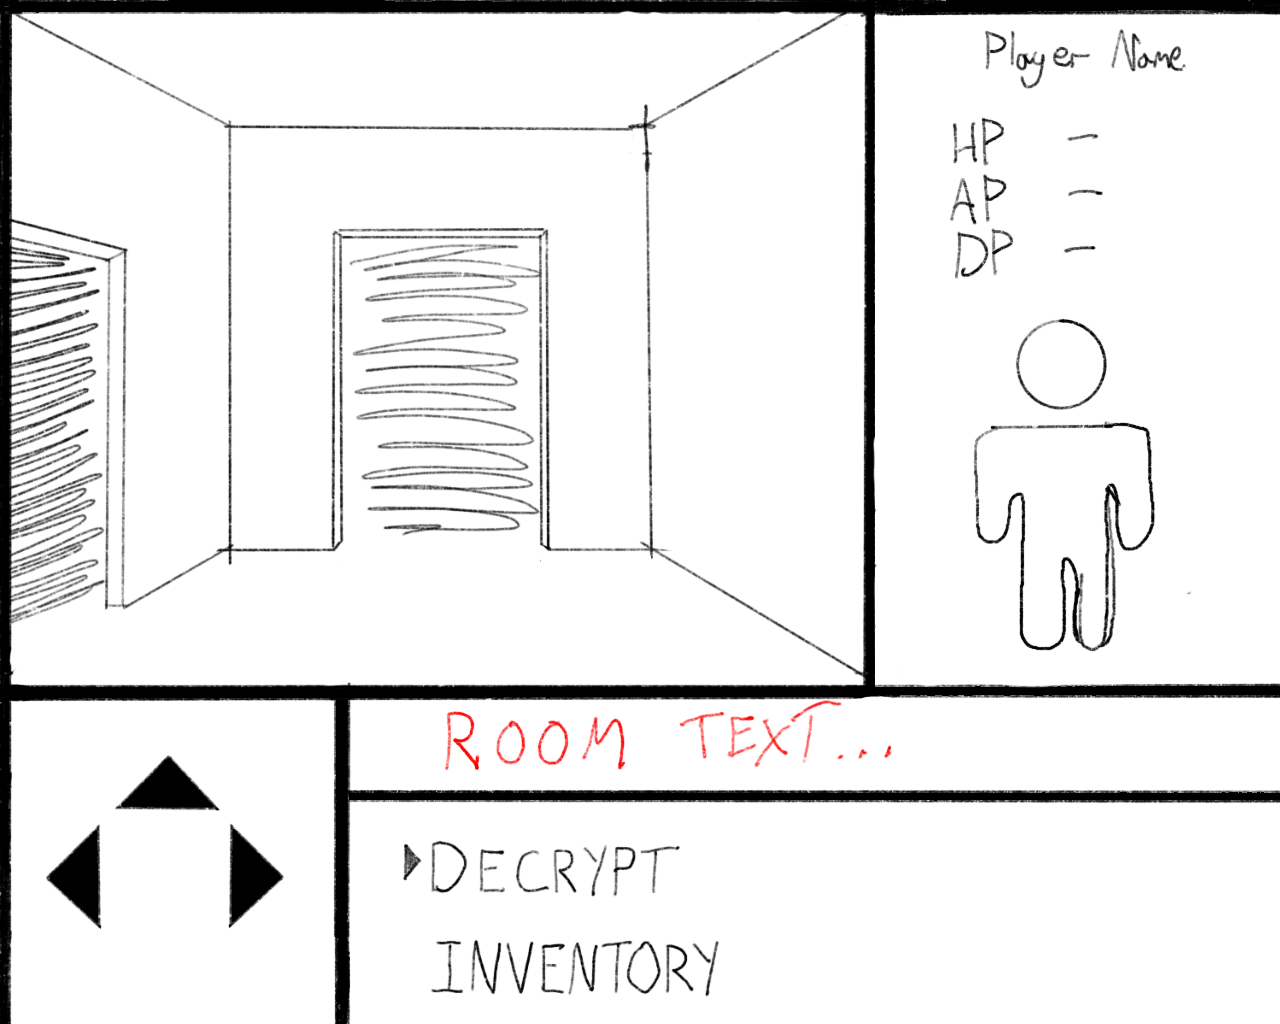 Player Name
HP –
AP –
DP –
ROOM TEXT...
DECRYPT
INVENTORY